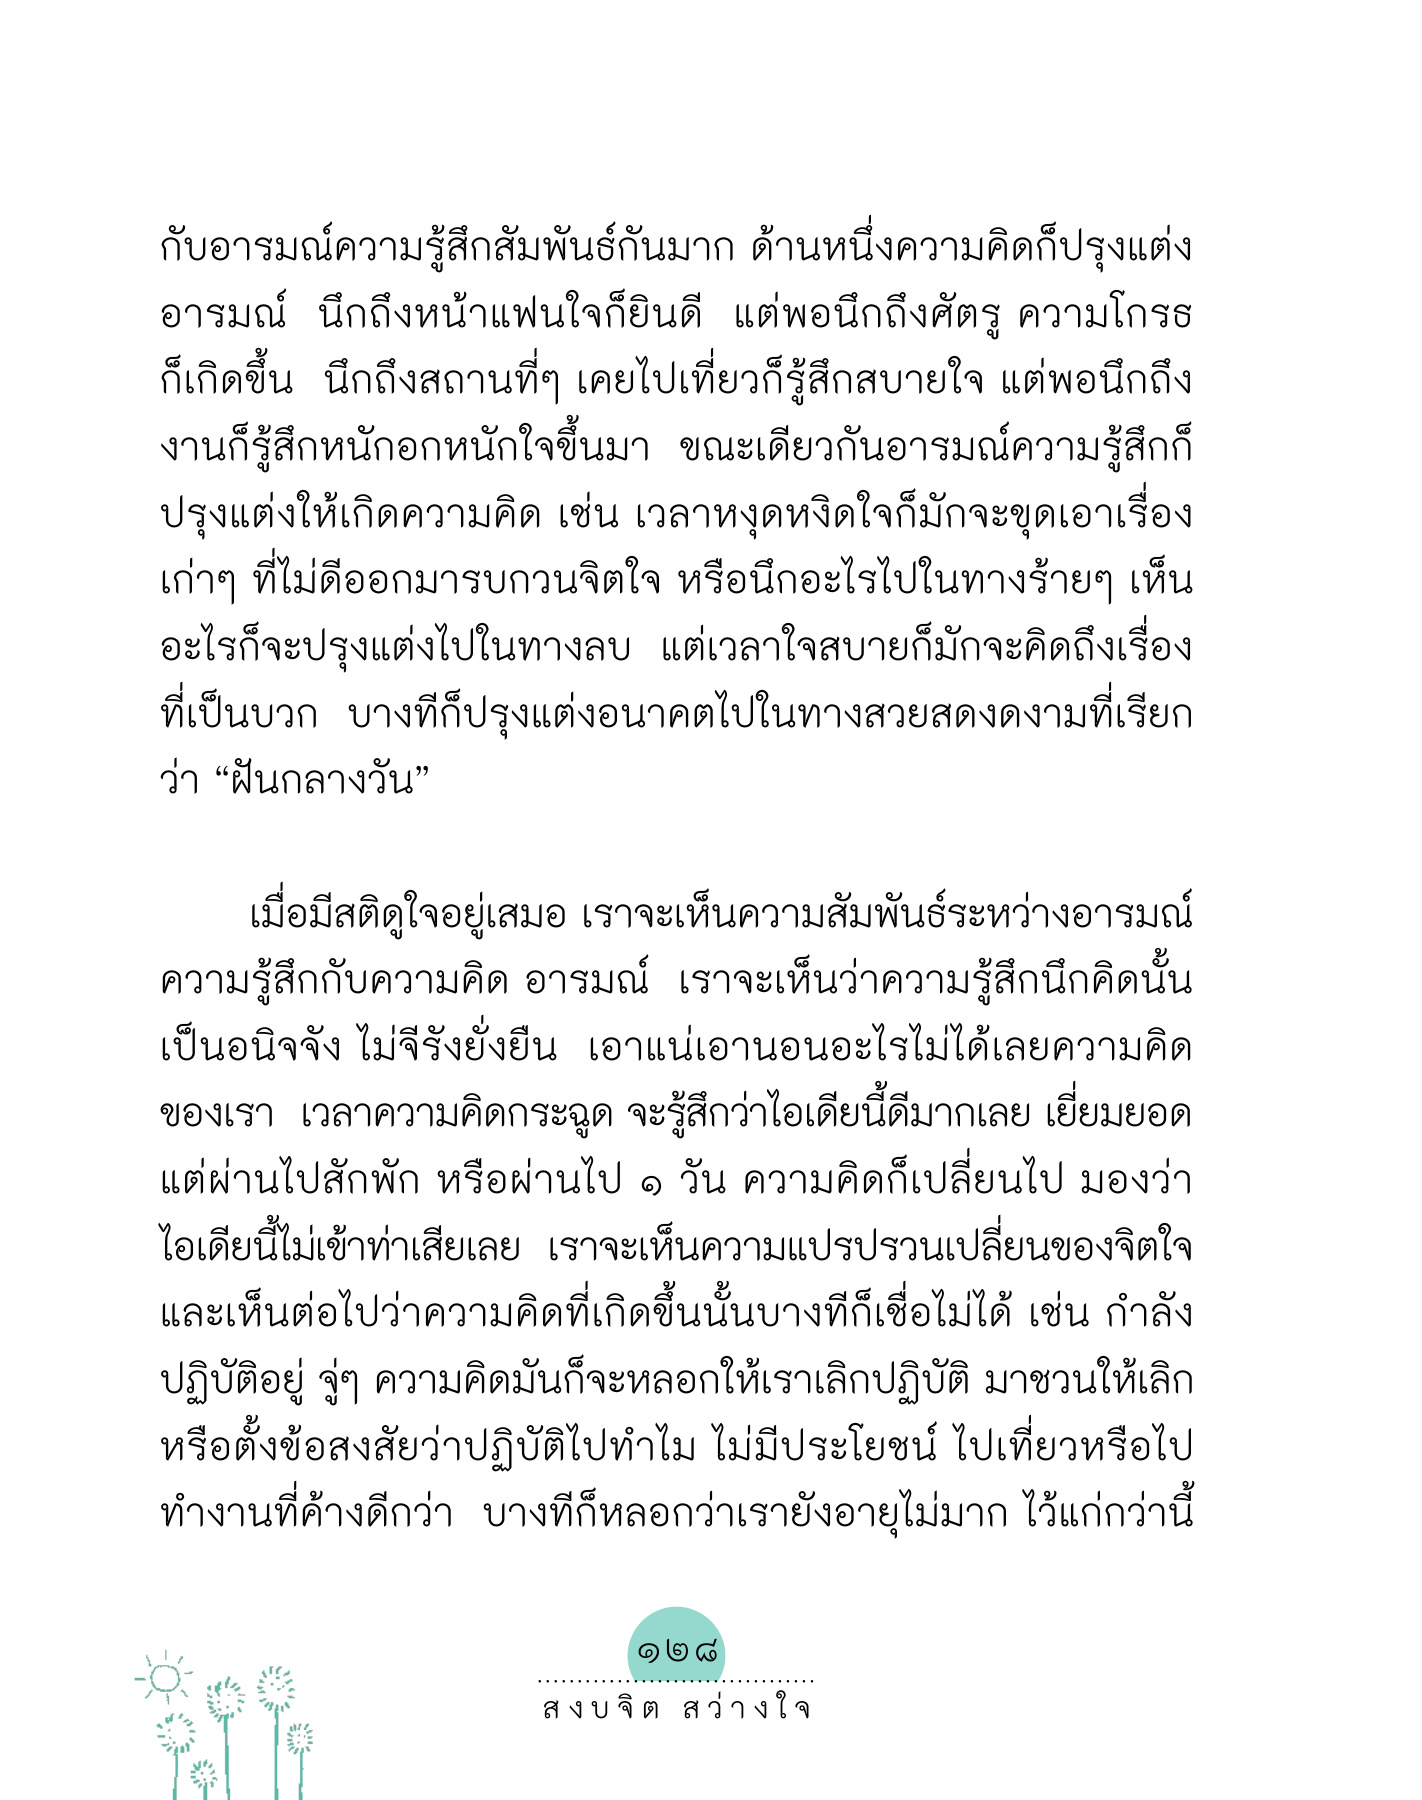 กับอารมณ์ความรู้สึกสัมพันธ์กันมาก ด้านหนึ่งความคิดก็ปรุงแต่ง
อารมณ์ นึกถึงหน้าแฟนใจก็ยินดี แต่พอนึกถึงศัตรู ความโกรธ
ก็เกิดขึ้น นึกถึงสถานที่ๆ เคยไปเที่ยวก็รู้สึกสบายใจ แต่พอนึกถึง
งานก็รู้สึกหนักอกหนักใจขึ้นมา ขณะเดียวกันอารมณ์ความรู้สึกก็
ปรุงแต่งให้เกิดความคิด เช่น เวลาหงุดหงิดใจก็มักจะขุดเอาเรื่อง
เก่าๆ ที่ไม่ดีออกมารบกวนจิตใจ หรือนึกอะไรไปในทางร้ายๆ เห็น
อะไรก็จะปรุงแต่งไปในทางลบ แต่เวลาใจสบายก็มักจะคิดถึงเรื่อง
ที่เป็นบวก บางทีก็ปรุงแต่งอนาคตไปในทางสวยสดงดงามที่เรียก
ว่า “ฝันกลางวัน”
เมื่อมีสติดูใจอยู่เสมอ เราจะเห็นความสัมพันธ์ระหว่างอารมณ์
ความรู้สึกกับความคิด อารมณ์ เราจะเห็นว่าความรู้สึกนึกคิดนั้น
เป็นอนิจจัง ไม่จีรังยั่งยืน เอาแน่เอานอนอะไรไม่ได้เลยความคิด
ของเรา เวลาความคิดกระฉูด จะรู้สึกว่าไอเดียนี้ดีมากเลย เยี่ยมยอด
แต่ผ่านไปสักพัก หรือผ่านไป ๑ วัน ความคิดก็เปลี่ยนไป มองว่า
ไอเดียนี้ไม่เข้าท่าเสียเลย เราจะเห็นความแปรปรวนเปลี่ยนของจิตใจ
และเห็นต่อไปว่าความคิดที่เกิดขึ้นนั้นบางทีก็เชื่อไม่ได้ เช่น กำลัง
ปฏิบัติอยู่ จู่ๆ ความคิดมันก็จะหลอกให้เราเลิกปฏิบัติ มาชวนให้เลิก
หรือตั้งข้อสงสัยว่าปฏิบัติไปทำไม ไม่มีประโยชน์ ไปเที่ยวหรือไป
ทำงานที่ค้างดีกว่า บางทีก็หลอกว่าเรายังอายุไม่มาก ไว้แก่กว่านี้
๑๒๘
สงบจิต สว่างใจ